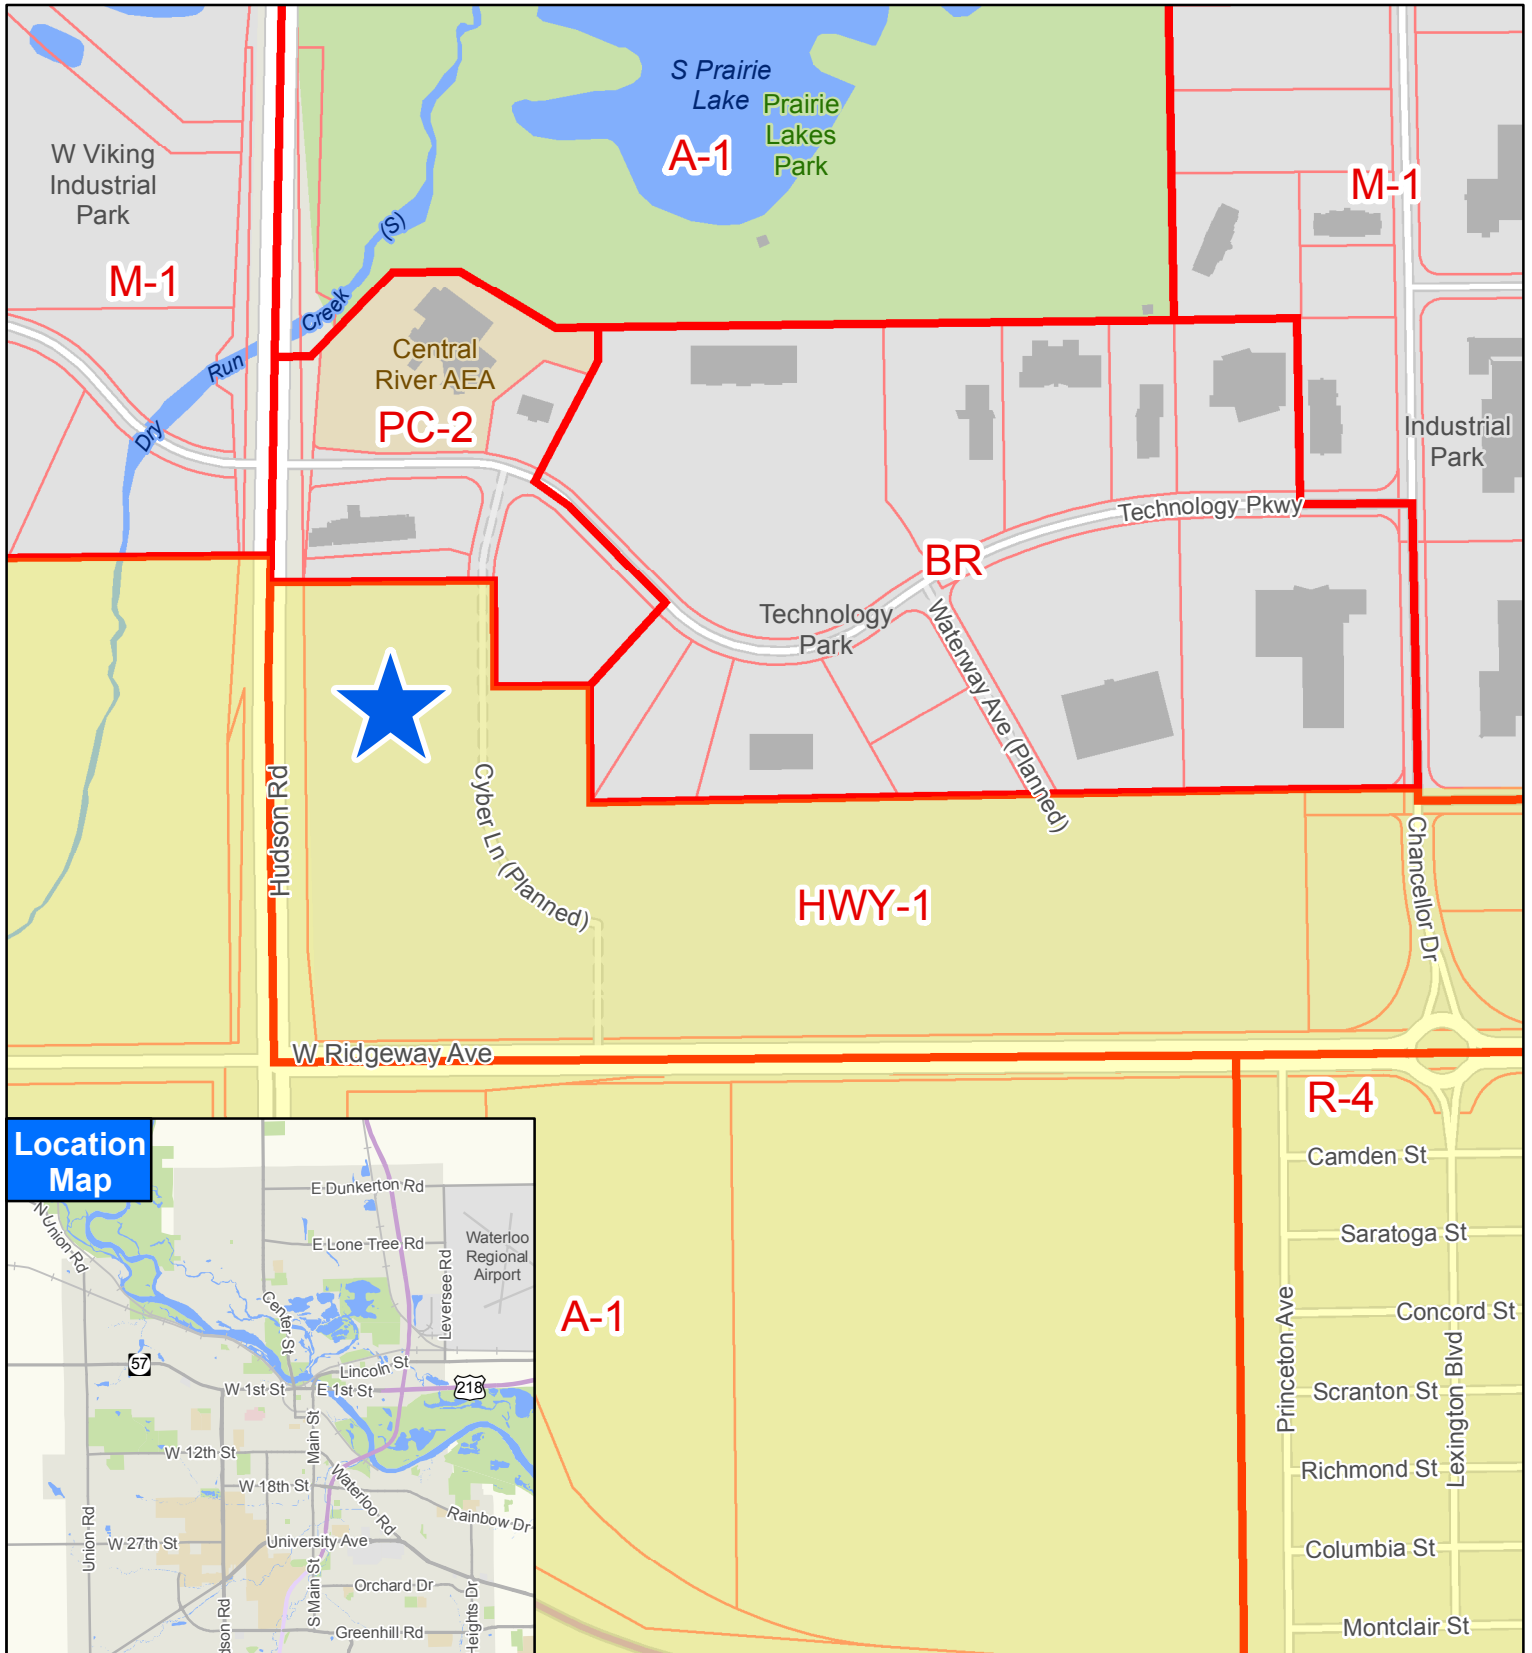 S Prairie
Lake
Prairie
Lakes
Park
A-1
W Viking
Industrial
Park
M-1
M-1
(S)
Creek
Run
Dry
Central
River AEA
PC-2
Industrial
Park
Technology Pkwy
BR
Technology
Park
Waterway Ave (Planned)
Hudson Rd
Cyber Ln (Planned)
HWY-1
Chancellor Dr
W Ridgeway Ave
R-4
Camden St
Saratoga St
Concord St
Scranton St
Richmond St
Columbia St
Montclair St
Princeton Ave
Lexington Blvd
A-1
Location
Map
E Dunkerton Rd
N Union Rd
E Lone Tree Rd
Waterloo
Regional
Airport
Leversee Rd
Center St
57
Lincoln St
W 1st St
E 1st St
218
Main St
W 12th St
W 18th St
Waterloo Rd
Rainbow Dr
Union Rd
W 27th St
University Ave
S Main St
Orchard Dr
Greenhill Rd
dson Rd
Heights Dr